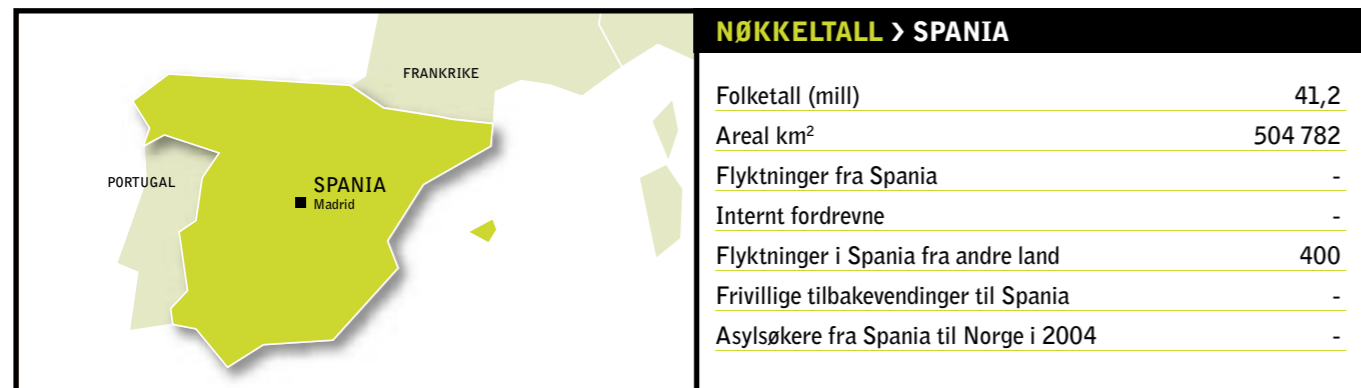 FRANKRIKE
PORTUGAL
SPANIA
Madrid
NØKKELTALL › SPANIA
Folketall (mill) 41,2
Areal km² 504 782
Flyktninger fra Spania -
Internt fordrevne -
Flyktninger i Spania fra andre land 400
Frivillige tilbakevendinger til Spania -
Asylsøkere fra Spania til Norge i 2004 -